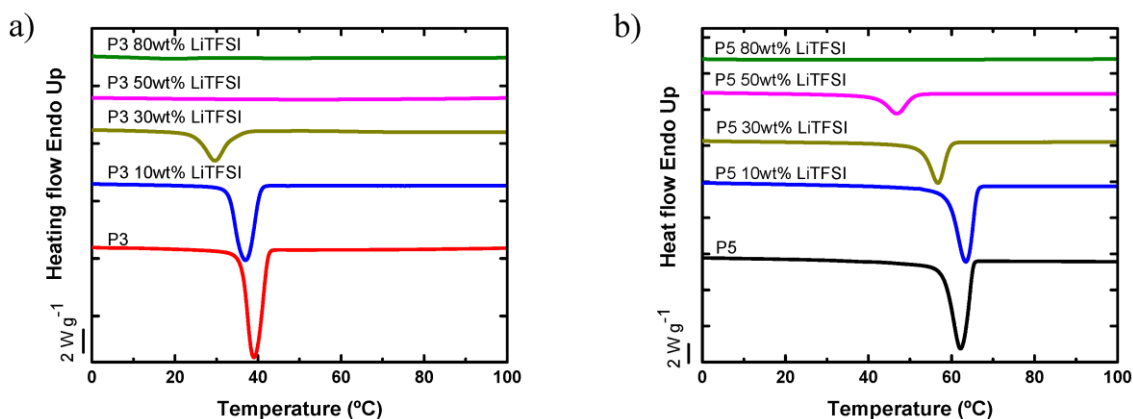 a)
Heating flow Endo Up
2 W g⁻¹
P3 80wt% LiTFSI
P3 50wt% LiTFSI
P3 30wt% LiTFSI
P3 10wt% LiTFSI
P3
0 20 40 60 80 100
Temperature (ºC)
b)
Heat flow Endo Up
2 W g⁻¹
P5 80wt% LiTFSI
P5 50wt% LiTFSI
P5 30wt% LiTFSI
P5 10wt% LiTFSI
P5
0 20 40 60 80 100
Temperature (ºC)